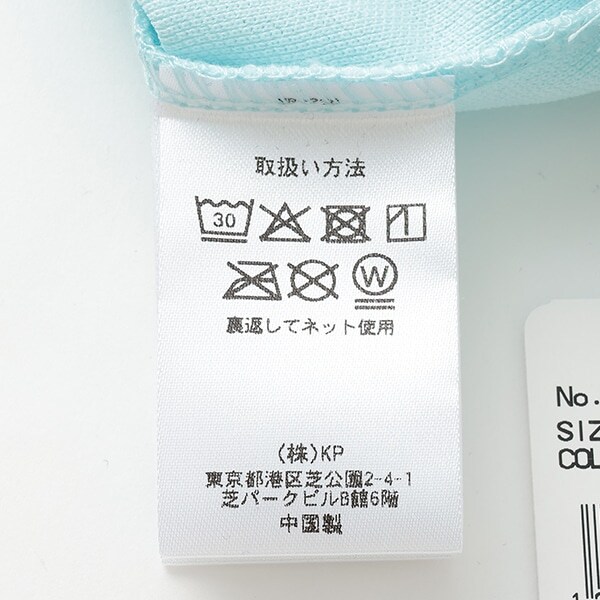 取扱い方法
30
W
裏返してネット使用
(株)KP
東京都港区芝公園2-4-1
芝パークビルB館6階
中国製
No.
SIZ
COL